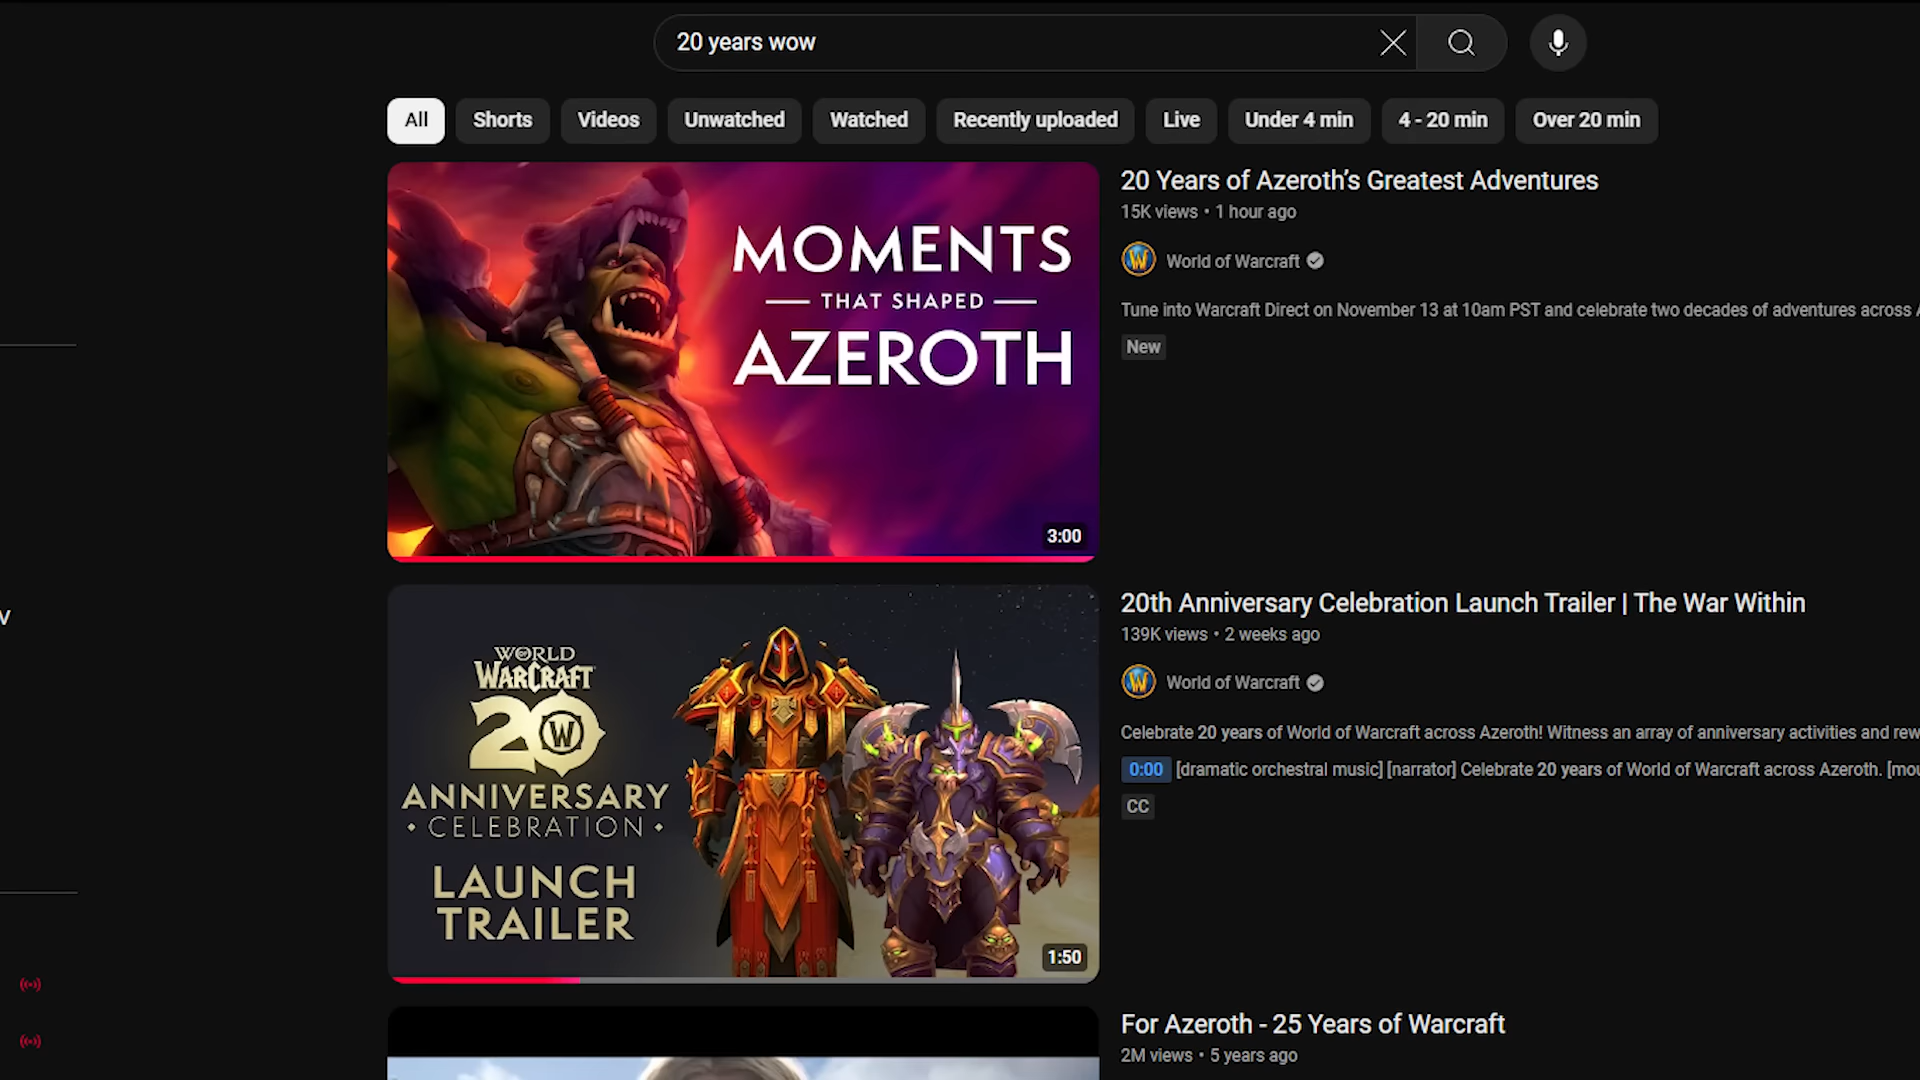 20 years wow
All Shorts Videos Unwatched Watched Recently uploaded Live Under 4 min 4 - 20 min Over 20 min
MOMENTS
THAT SHAPED
AZEROTH
3:00
20 Years of Azeroth's Greatest Adventures
15K views • 1 hour ago
World of Warcraft
Tune into Warcraft Direct on November 13 at 10am PST and celebrate two decades of adventures across
New
v
WORLD
WARCRAFT
20
ANNIVERSARY
• CELEBRATION •
LAUNCH
TRAILER
1:50
20th Anniversary Celebration Launch Trailer | The War Within
139K views • 2 weeks ago
World of Warcraft
Celebrate 20 years of World of Warcraft across Azeroth! Witness an array of anniversary activities and
0:00 [dramatic orchestral music] [narrator] Celebrate 20 years of World of Warcraft across Azeroth.
CC
For Azeroth - 25 Years of Warcraft
2M views • 5 years ago